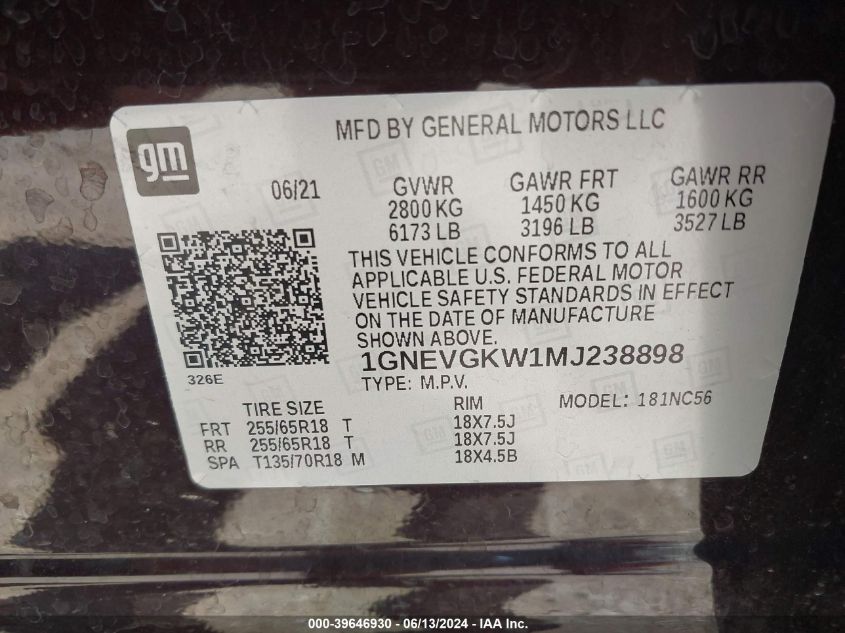 gm
MFD BY GENERAL MOTORS LLC
06/21
GVWR GAWR FRT GAWR RR
2800 KG 1450 KG 1600 KG
6173 LB 3196 LB 3527 LB
THIS VEHICLE CONFORMS TO ALL
APPLICABLE U.S. FEDERAL MOTOR
VEHICLE SAFETY STANDARDS IN EFFECT
ON THE DATE OF MANUFACTURE
SHOWN ABOVE.
1GNEVGKW1MJ238898
326E
TYPE: M.P.V. MODEL: 181NC56
TIRE SIZE RIM
FRT 255/65R18 T 18X7.5J
RR 255/65R18 T 18X7.5J
SPA T135/70R18 M 18X4.5B
000-39646930 - 06/13/2024 - IAA Inc.